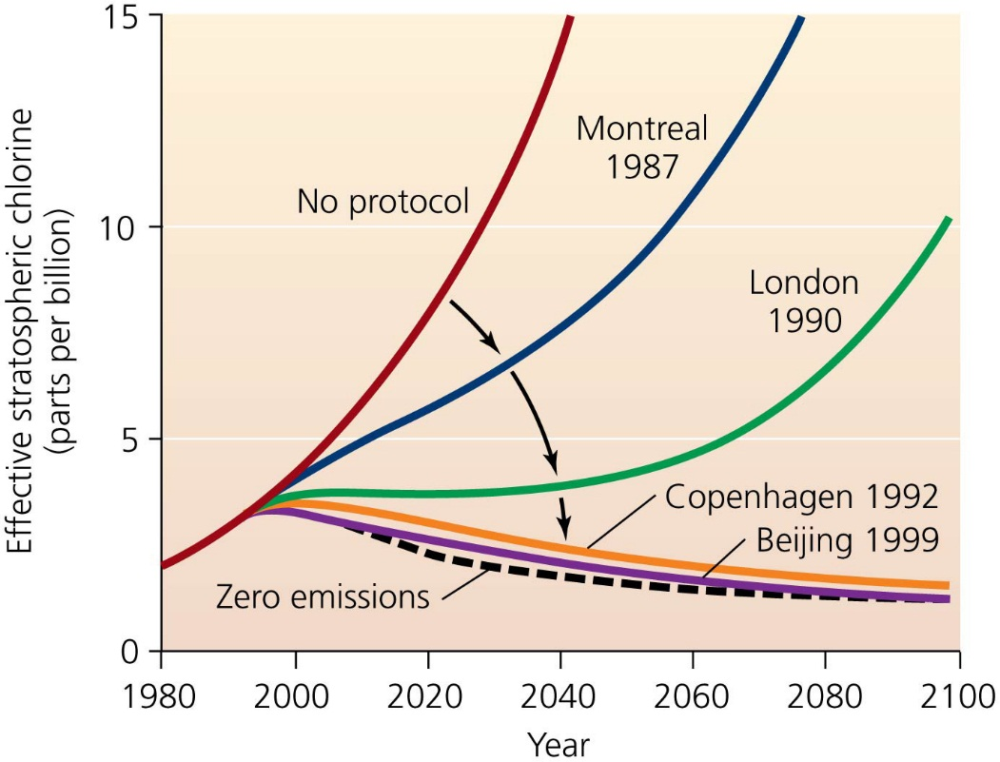 Effective stratospheric chlorine
(parts per billion)
15
10
5
0
No protocol
Montreal
1987
London
1990
Copenhagen 1992
Beijing 1999
Zero emissions
1980 2000 2020 2040 2060 2080 2100
Year